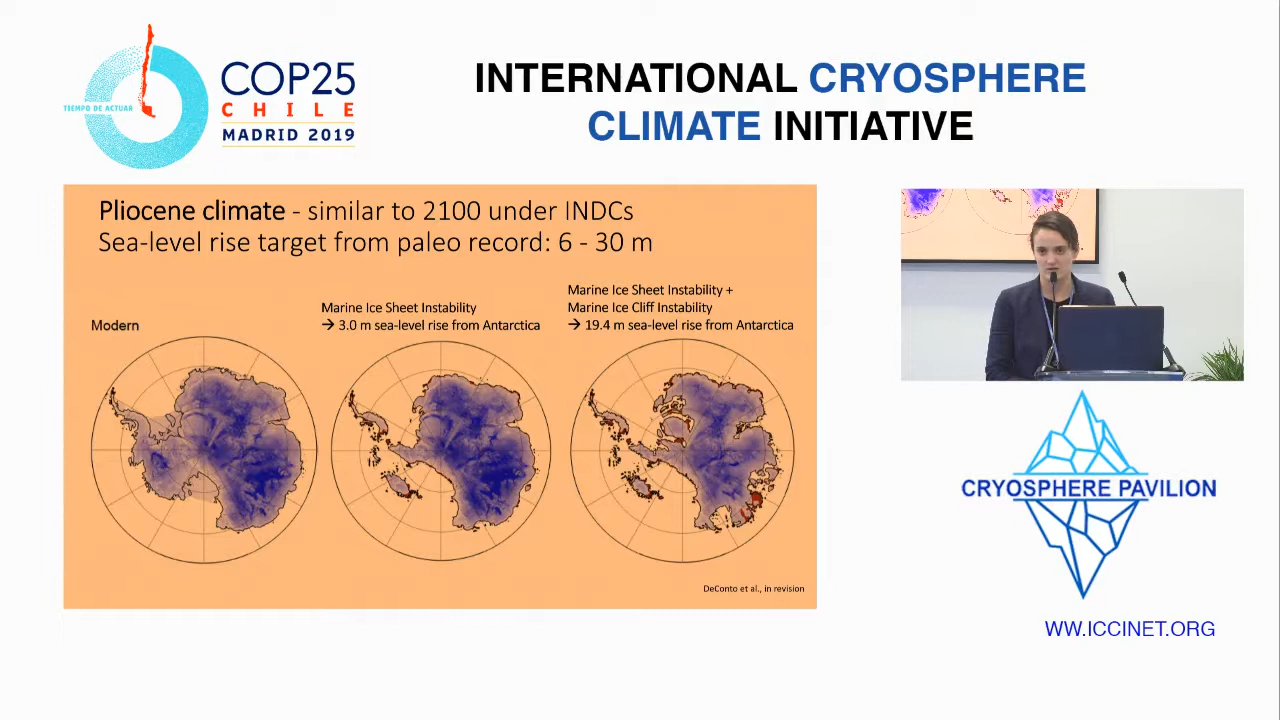 TIEMPO DE ACTUAR
COP25
CHILE
MADRID 2019
INTERNATIONAL CRYOSPHERE
CLIMATE INITIATIVE
Pliocene climate - similar to 2100 under INDCs
Sea-level rise target from paleo record: 6 - 30 m
Modern
Marine Ice Sheet Instability
→ 3.0 m sea-level rise from Antarctica
Marine Ice Sheet Instability +
Marine Ice Cliff Instability
→ 19.4 m sea-level rise from Antarctica
DeConto et al., in revision
CRYOSPHERE PAVILION
WW.ICCINET.ORG